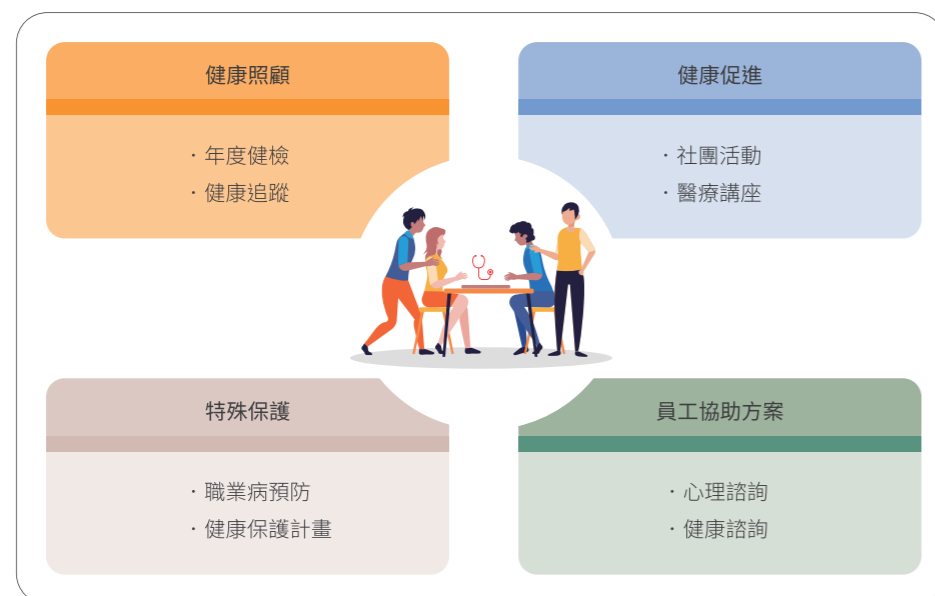 健康照顧
・年度健檢
・健康追蹤
健康促進
・社團活動
・醫療講座
特殊保護
・職業病預防
・健康保護計畫
員工協助方案
・心理諮詢
・健康諮詢